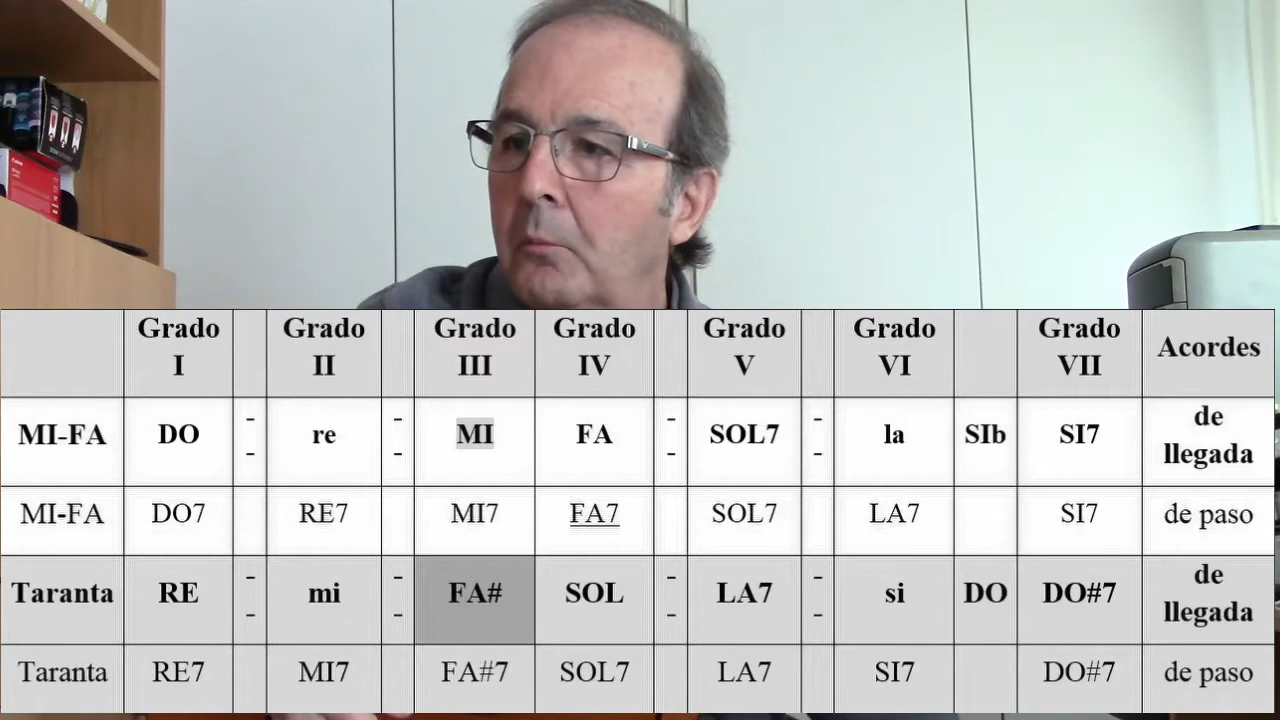 Grado I - Grado II - Grado III Grado IV - Grado V - Grado VI Grado VII Acordes
MI-FA DO - - re - - MI FA - - SOL7 - - la SIb SI7 de llegada
MI-FA DO7 RE7 MI7 FA7 SOL7 LA7 SI7 de paso
Taranta RE - - mi - - FA# SOL - - LA7 - - si DO DO#7 de llegada
Taranta RE7 MI7 FA#7 SOL7 LA7 SI7 DO#7 de paso